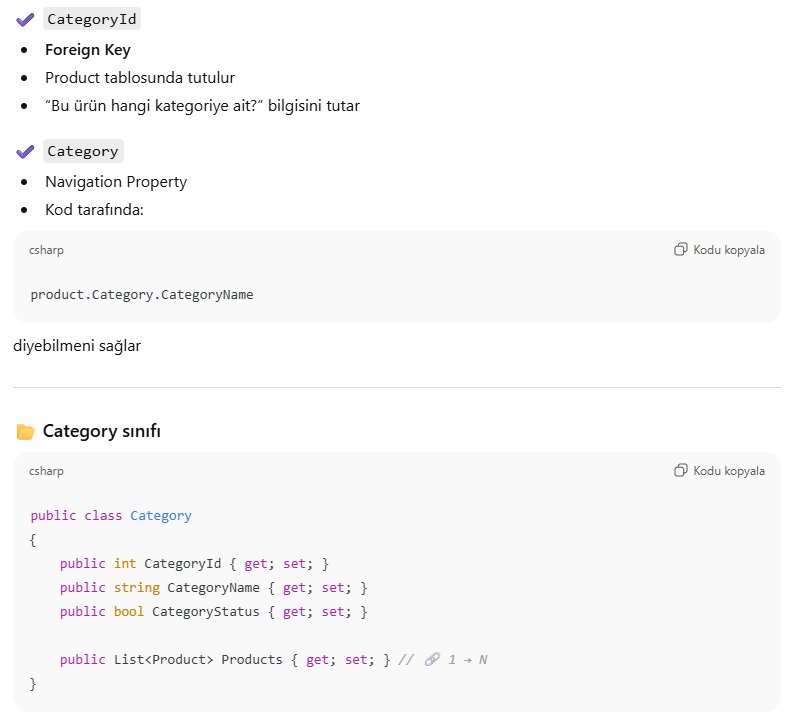 ✔ CategoryId
• Foreign Key
• Product tablosunda tutulur
• “Bu ürün hangi kategoriye ait?” bilgisini tutar
✔ Category
• Navigation Property
• Kod tarafında:
csharp
Kodu kopyala
product.Category.CategoryName
diyebilmeni sağlar
📂 Category sınıfı
csharp
Kodu kopyala
public class Category
{
    public int CategoryId { get; set; }
    public string CategoryName { get; set; }
    public bool CategoryStatus { get; set; }
    public List<Product> Products { get; set; } // 🔗 1 → N
}